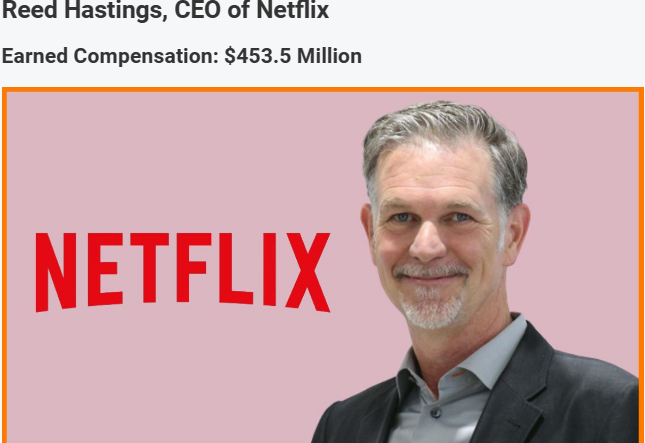 Reed Hastings, CEO of Netflix
Earned Compensation: $453.5 Million
NETFLIX